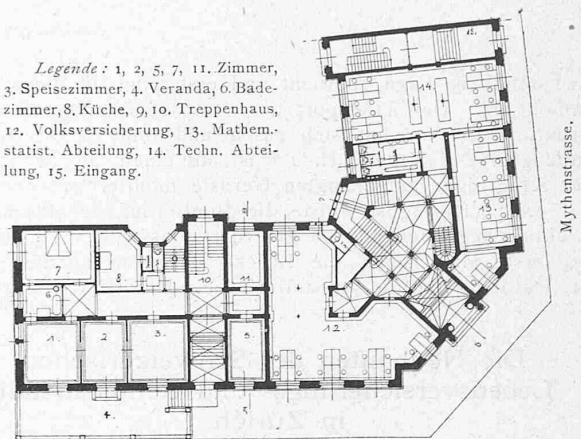 Legende: 1, 2, 5, 7, 11. Zimmer,
3. Speisezimmer, 4. Veranda, 6. Bade-
zimmer, 8. Küche, 9, 10. Treppenhaus,
12. Volksversicherung, 13. Mathem.-
statist. Abteilung, 14. Techn. Abtei-
lung, 15. Eingang.
Mythenstrasse.
15.
14
13
7
8
9
10
11
6
12.
1
2
3
5
4.